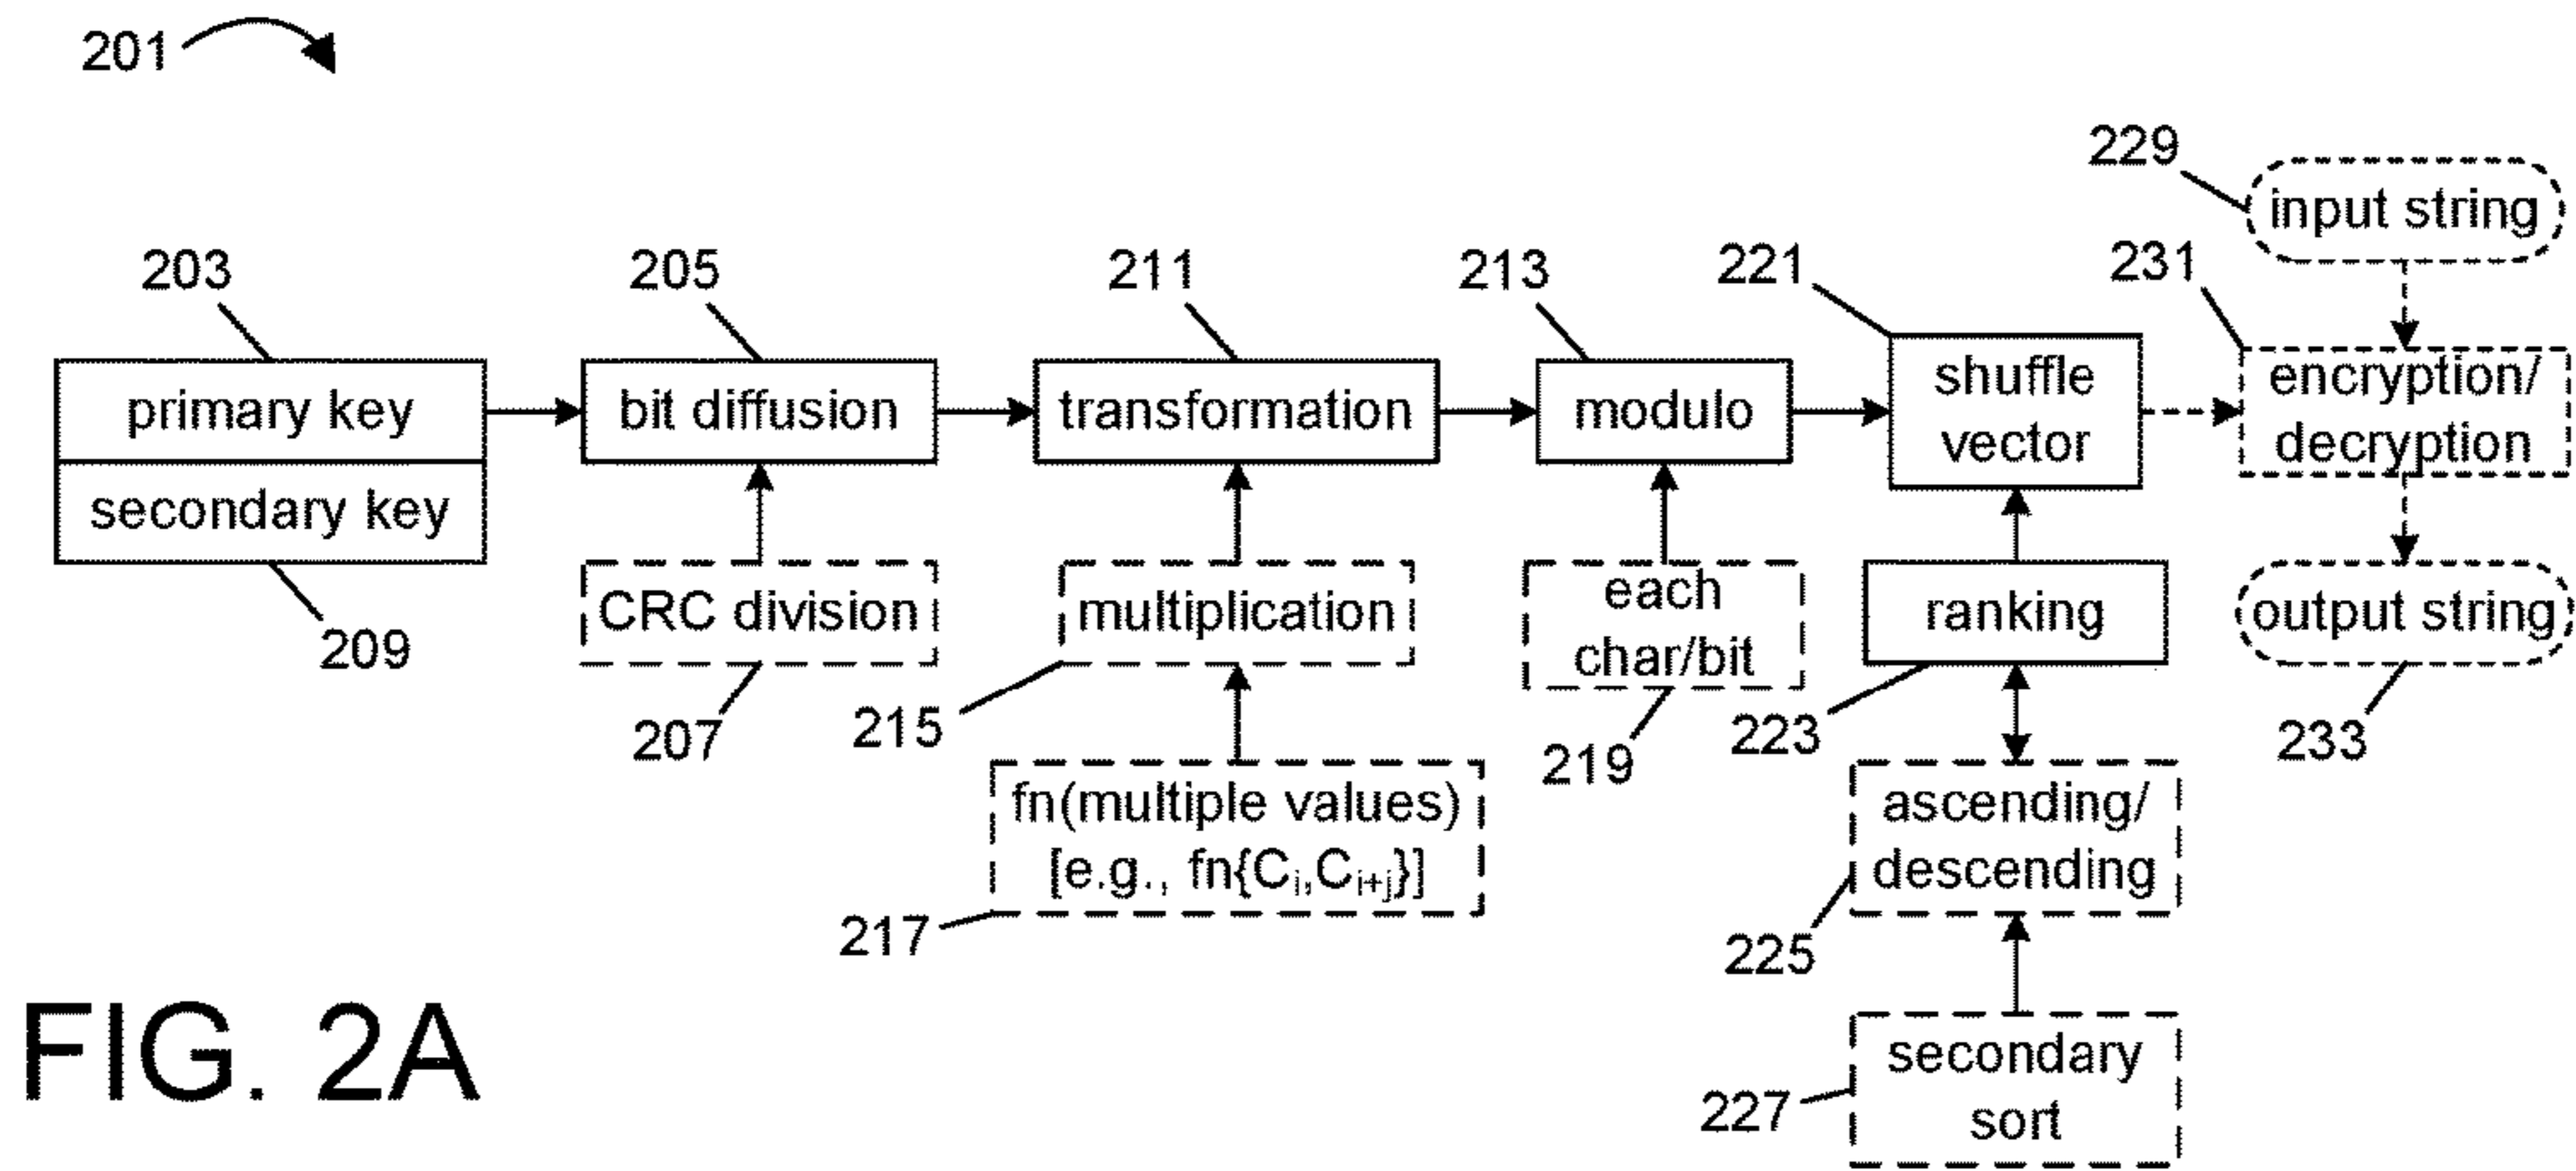 201
229
input string
203
205
211
213
221
231
primary key
bit diffusion
transformation
modulo
shuffle
vector
encryption/
decryption
secondary key
CRC division
multiplication
each
char/bit
ranking
output string
209
207
215
219
223
233
fn(multiple values)
[e.g., fn{Ci,Ci+j}]
ascending/
descending
217
225
secondary
sort
227
FIG. 2A